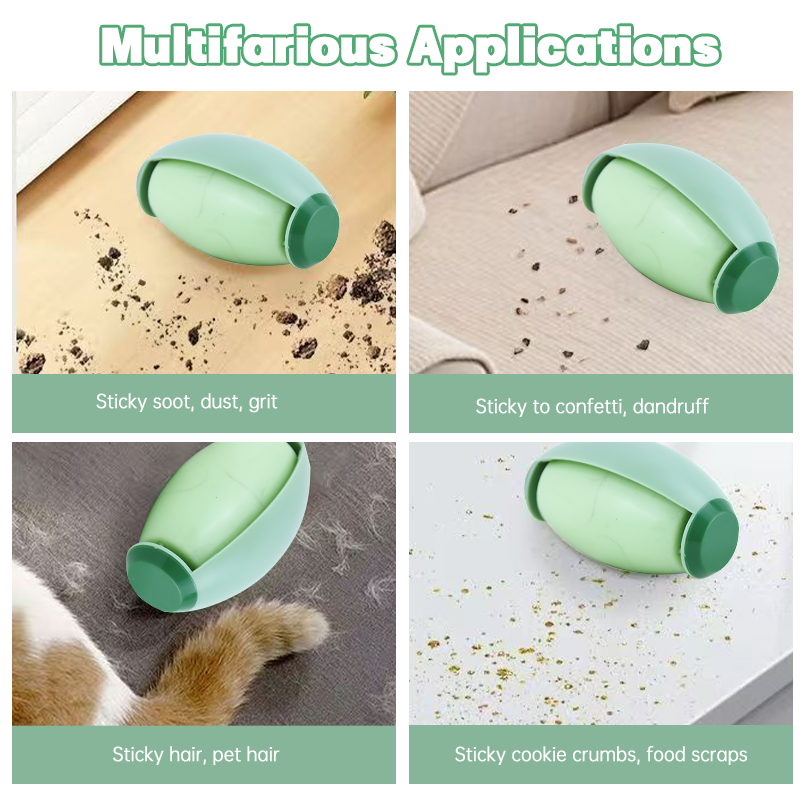 Multifarious Applications
Sticky soot, dust, grit
Sticky to confetti, dandruff
Sticky hair, pet hair
Sticky cookie crumbs, food scraps